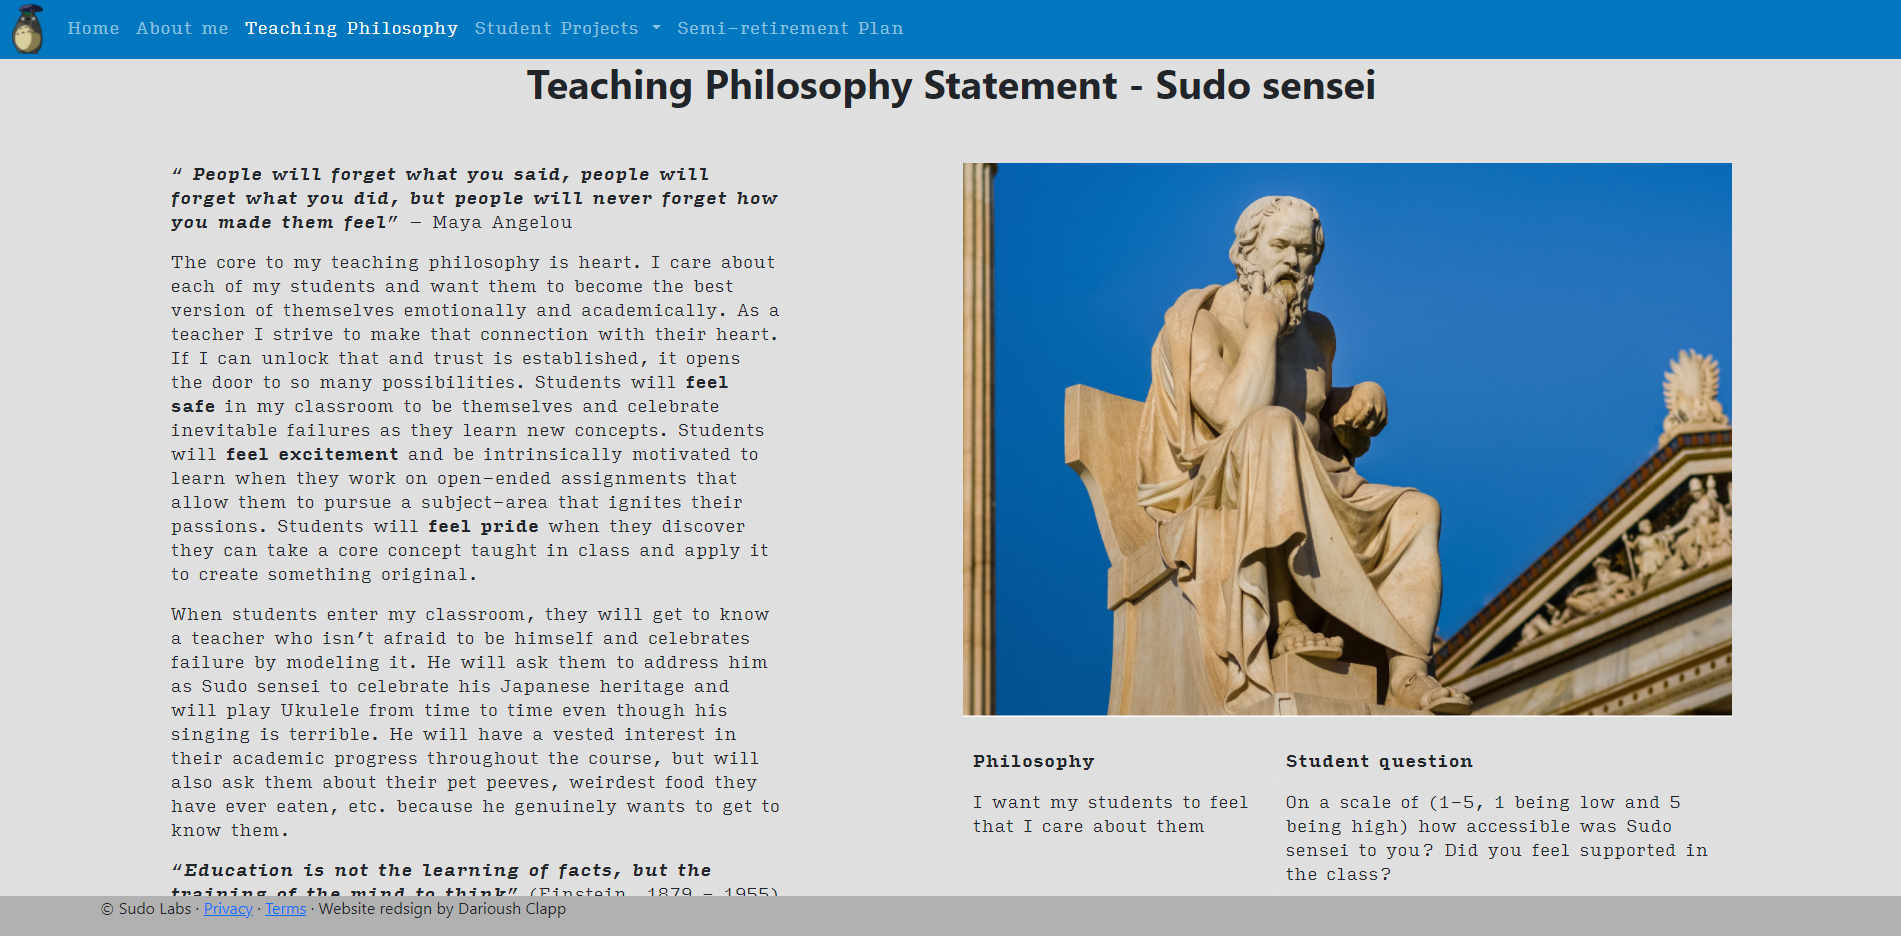 Home About me Teaching Philosophy Student Projects Semi-retirement Plan
Teaching Philosophy Statement - Sudo sensei
“ People will forget what you said, people will
forget what you did, but people will never forget how
you made them feel” – Maya Angelou
The core to my teaching philosophy is heart. I care about
each of my students and want them to become the best
version of themselves emotionally and academically. As a
teacher I strive to make that connection with their heart.
If I can unlock that and trust is established, it opens
the door to so many possibilities. Students will feel
safe in my classroom to be themselves and celebrate
inevitable failures as they learn new concepts. Students
will feel excitement and be intrinsically motivated to
learn when they work on open-ended assignments that
allow them to pursue a subject-area that ignites their
passions. Students will feel pride when they discover
they can take a core concept taught in class and apply it
to create something original.
When students enter my classroom, they will get to know
a teacher who isn’t afraid to be himself and celebrates
failure by modeling it. He will ask them to address him
as Sudo sensei to celebrate his Japanese heritage and
will play Ukulele from time to time even though his
singing is terrible. He will have a vested interest in
their academic progress throughout the course, but will
also ask them about their pet peeves, weirdest food they
have ever eaten, etc. because he genuinely wants to get to
know them.
“Education is not the learning of facts, but the
training of the mind to think” (Einstein, 1879 – 1955)
Philosophy
I want my students to feel
that I care about them
Student question
On a scale of (1-5, 1 being low and 5
being high) how accessible was Sudo
sensei to you? Did you feel supported in
the class?
© Sudo Labs · Privacy · Terms · Website redsign by Darioush Clapp